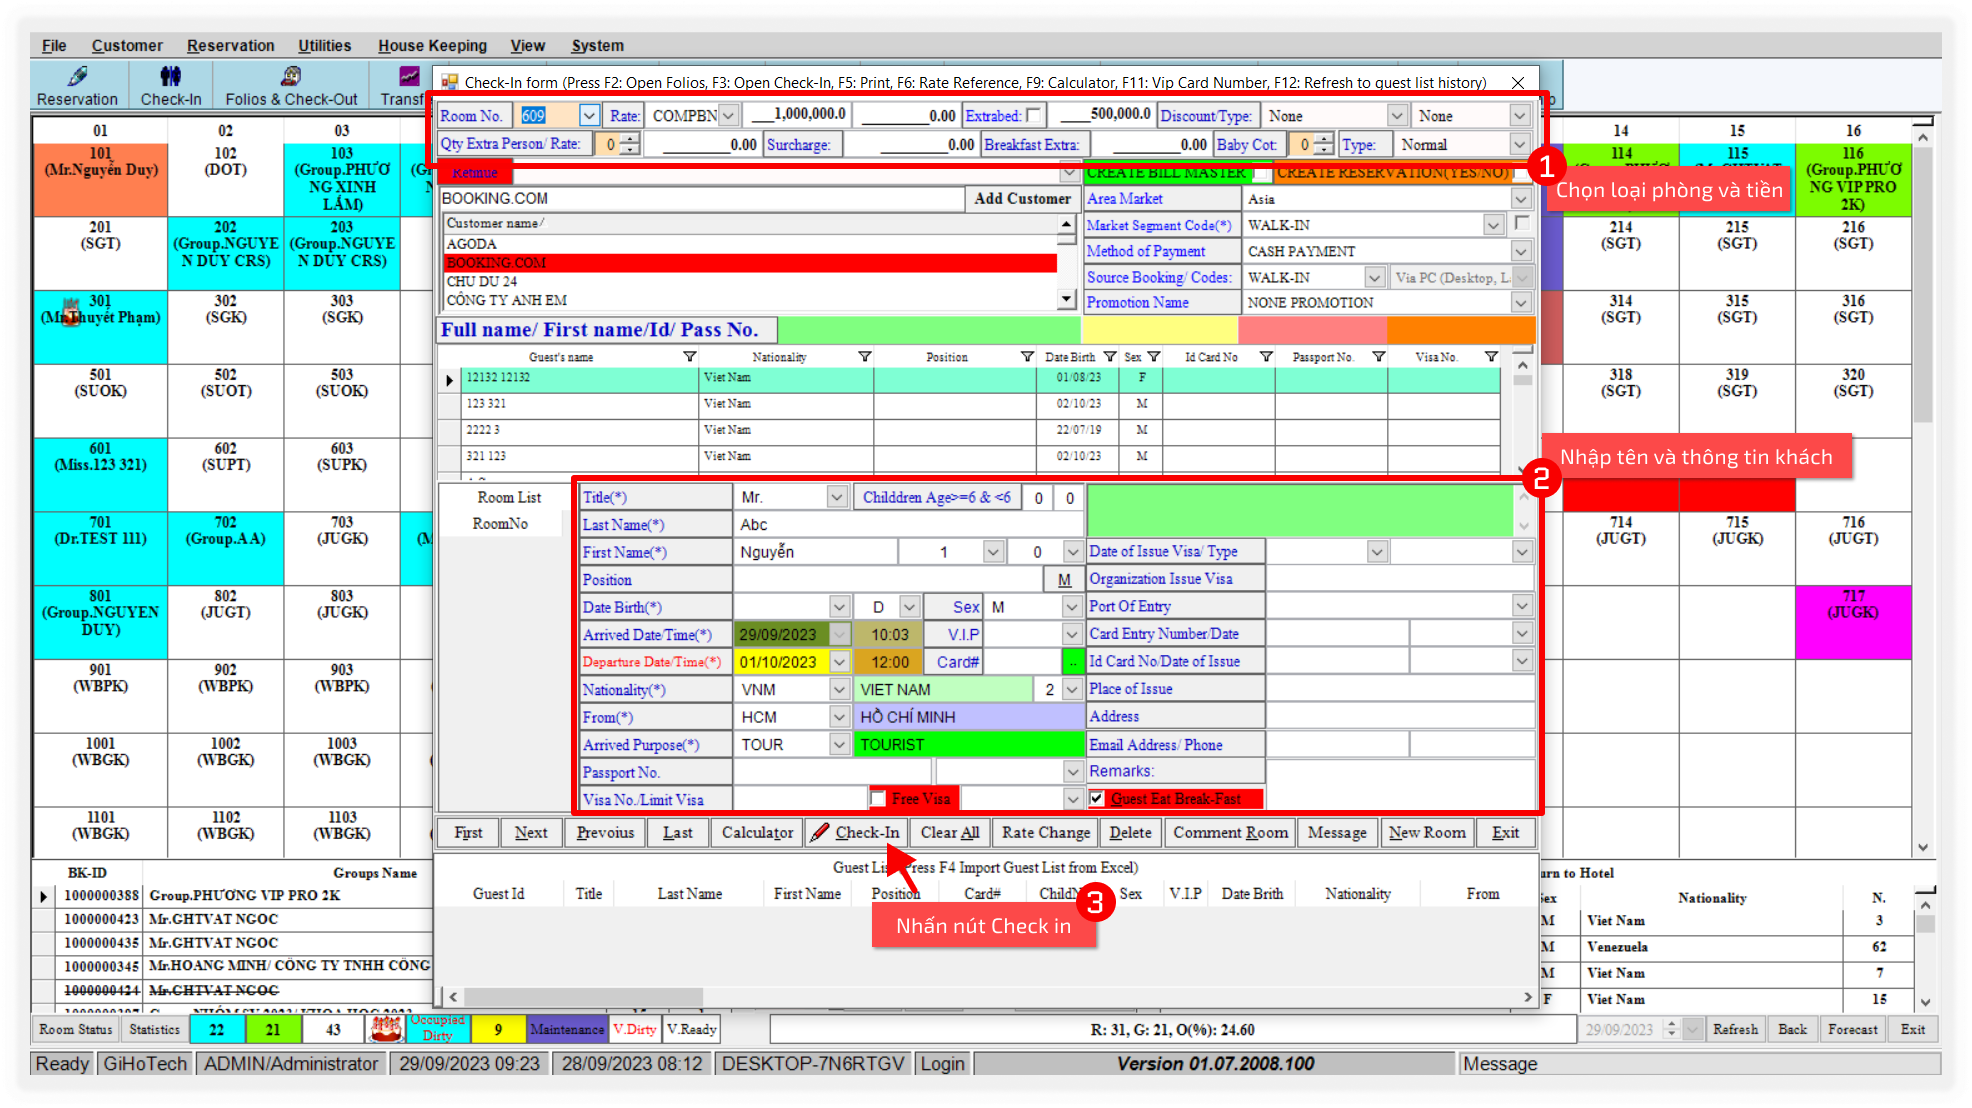 File Customer Reservation Utilities House Keeping View System
Reservation Check-In Folios & Check-Out Transf
Check-In form (Press F2: Open Folios, F3: Open Check-In, F5: Print, F6: Rate Reference, F9: Calculator, F11: Vip Card Number, F12: Refresh to guest list history)
Room No. 609 Rate: COMPBN 1,000,000.0 0.00 Extrabed: 500,000.0 Discount/Type: None None
Qty Extra Person/ Rate: 0 0.00 Surcharge: 0.00 Breakfast Extra: 0.00 Baby Cot: 0 Type: Normal
1
Chọn loại phòng và tiền
Retinue CREATE BILL MASTER CREATE RESERVATION(YES/NO)
BOOKING.COM Add Customer
Customer name/
AGODA
BOOKING.COM
CHU DU 24
CÔNG TY ANH EM
Area Market Asia
Market Segment Code(*) WALK-IN
Method of Payment CASH PAYMENT
Source Booking/ Codes: WALK-IN Via PC (Desktop, L
Promotion Name NONE PROMOTION
Full name/ First name/Id/ Pass No.
Guest's name Nationality Position Date Birth Sex Id Card No Passport No. Visa No.
12132 12132 Viet Nam 01/08/23 F
123 321 Viet Nam 02/10/23 M
2222 3 Viet Nam 22/07/19 M
321 123 Viet Nam 02/10/23 M
2
Nhập tên và thông tin khách
Room List
RoomNo
Title(*) Mr. Childdren Age>=6 & <6 0 0
Last Name(*) Abc
First Name(*) Nguyễn 1 0 Date of Issue Visa/ Type
Position M Organization Issue Visa
Date Birth(*) D Sex M Port Of Entry
Arrived Date/Time(*) 29/09/2023 10:03 V.I.P Card Entry Number/Date
Departure Date/Time(*) 01/10/2023 12:00 Card# .. Id Card No/Date of Issue
Nationality(*) VNM VIET NAM 2 Place of Issue
From(*) HCM HỒ CHÍ MINH Address
Arrived Purpose(*) TOUR TOURIST Email Address/ Phone
Passport No. Remarks:
Visa No./Limit Visa Free Visa Guest Eat Break-Fast
First Next Prevoius Last Calculator Check-In Clear All Rate Change Delete Comment Room Message New Room Exit
Guest Lis Press F4 Import Guest List from Excel)
Guest Id Title Last Name First Name Position Card# ChildN Sex V.I.P Date Brith Nationality From
3
Nhấn nút Check in
01 02 03
101 102 103
(Mr.Nguyễn Duy) (DOT) (Group.PHƯƠ
NG XINH
LẮM)
201 202 203
(SGT) (Group.NGUYE (Group.NGUYE
N DUY CRS) N DUY CRS)
301 302 303
(Mr.Thuyết Phạm) (SGK) (SGK)
501 502 503
(SUOK) (SUOT) (SUOK)
601 602 603
(Miss.123 321) (SUPT) (SUPK)
701 702 703
(Dr.TEST 111) (Group.AA) (JUGK)
801 802 803
(Group.NGUYEN (JUGT) (JUGK)
DUY)
901 902 903
(WBPK) (WBPK) (WBPK)
1001 1002 1003
(WBGK) (WBGK) (WBGK)
1101 1102 1103
(WBGK) (WBGK) (WBGK)
14 15 16
114 115 116
(Group.PHƯƠ
NG VIP PRO
2K)
214 215 216
(SGT) (SGT) (SGT)
314 315 316
(SGT) (SGT) (SGT)
318 319 320
(SGT) (SGT) (SGT)
714 715 716
(JUGT) (JUGK) (JUGT)
717
(JUGK)
BK-ID Groups Name
1000000388 Group.PHƯƠNG VIP PRO 2K
1000000423 Mr.GHTVAT NGOC
1000000435 Mr.GHTVAT NGOC
1000000345 Mr.HOANG MINH/ CÔNG TY TNHH CÔNG
1000000424 Mr.GHTVAT NGOC
urn to Hotel
Sex Nationality N.
M Viet Nam 3
M Venezuela 62
M Viet Nam 7
F Viet Nam 15
Room Status Statistics 22 21 43 Occupied Dirty 9 Maintenance V.Dirty V.Ready R: 31, G: 21, O(%): 24.60 29/09/2023 Refresh Back Forecast Exit
Ready GiHoTech ADMIN/Administrator 29/09/2023 09:23 28/09/2023 08:12 DESKTOP-7N6RTGV Login Version 01.07.2008.100 Message